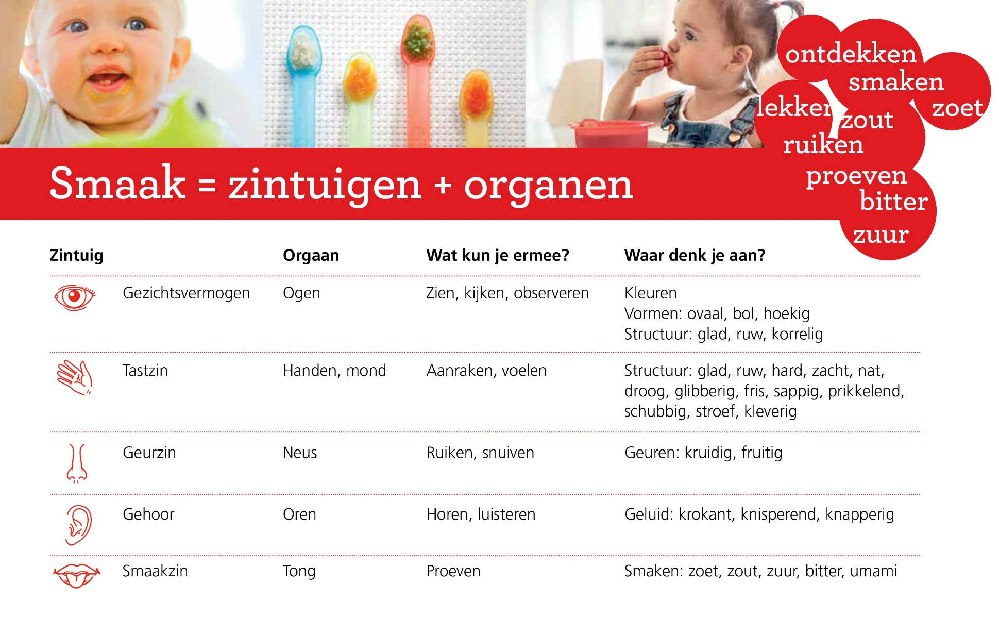 ontdekken
smaken
lekker
zoet
zout
ruiken
proeven
bitter
zuur
Smaak = zintuigen + organen
Zintuig Orgaan Wat kun je ermee? Waar denk je aan?
Gezichtsvermogen Ogen Zien, kijken, observeren Kleuren
Vormen: ovaal, bol, hoekig
Structuur: glad, ruw, korrelig
Tastzin Handen, mond Aanraken, voelen Structuur: glad, ruw, hard, zacht, nat,
droog, glibberig, fris, sappig, prikkelend,
schubbig, stroef, kleverig
Geurzin Neus Ruiken, snuiven Geuren: kruidig, fruitig
Gehoor Oren Horen, luisteren Geluid: krokant, knisperend, knapperig
Smaakzin Tong Proeven Smaken: zoet, zout, zuur, bitter, umami